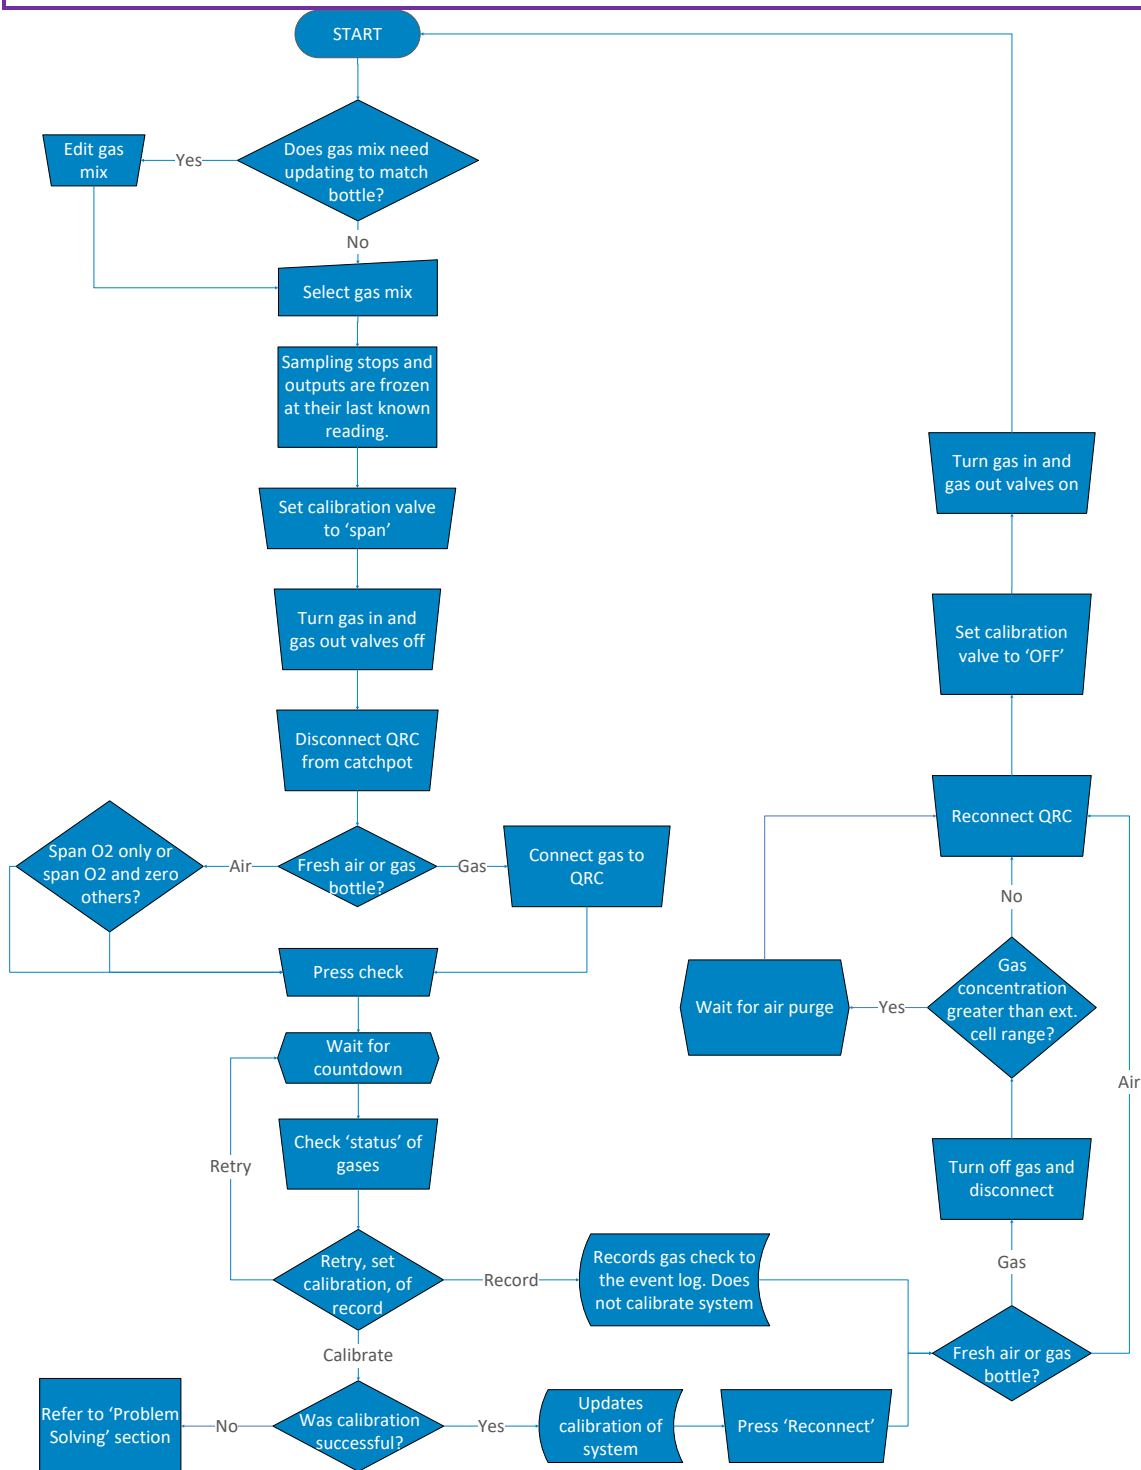 START
Does gas mix need
updating to match
bottle?
Yes
Edit gas
mix
No
Select gas mix
Sampling stops and
outputs are frozen
at their last known
reading.
Set calibration valve
to ‘span’
Turn gas in and
gas out valves off
Disconnect QRC
from catchpot
Fresh air or gas
bottle?
Air
Span O2 only or
span O2 and zero
others?
Gas
Connect gas to
QRC
Press check
Wait for
countdown
Check ‘status’ of
gases
Retry
Retry, set
calibration, of
record
Record
Records gas check to
the event log. Does
not calibrate system
Calibrate
Was calibration
successful?
No
Refer to ‘Problem
Solving’ section
Yes
Updates
calibration of
system
Press ‘Reconnect’
Fresh air or gas
bottle?
Gas
Air
Turn off gas and
disconnect
Gas
concentration
greater than ext.
cell range?
Yes
Wait for air purge
No
Reconnect QRC
Set calibration
valve to ‘OFF’
Turn gas in and
gas out valves on